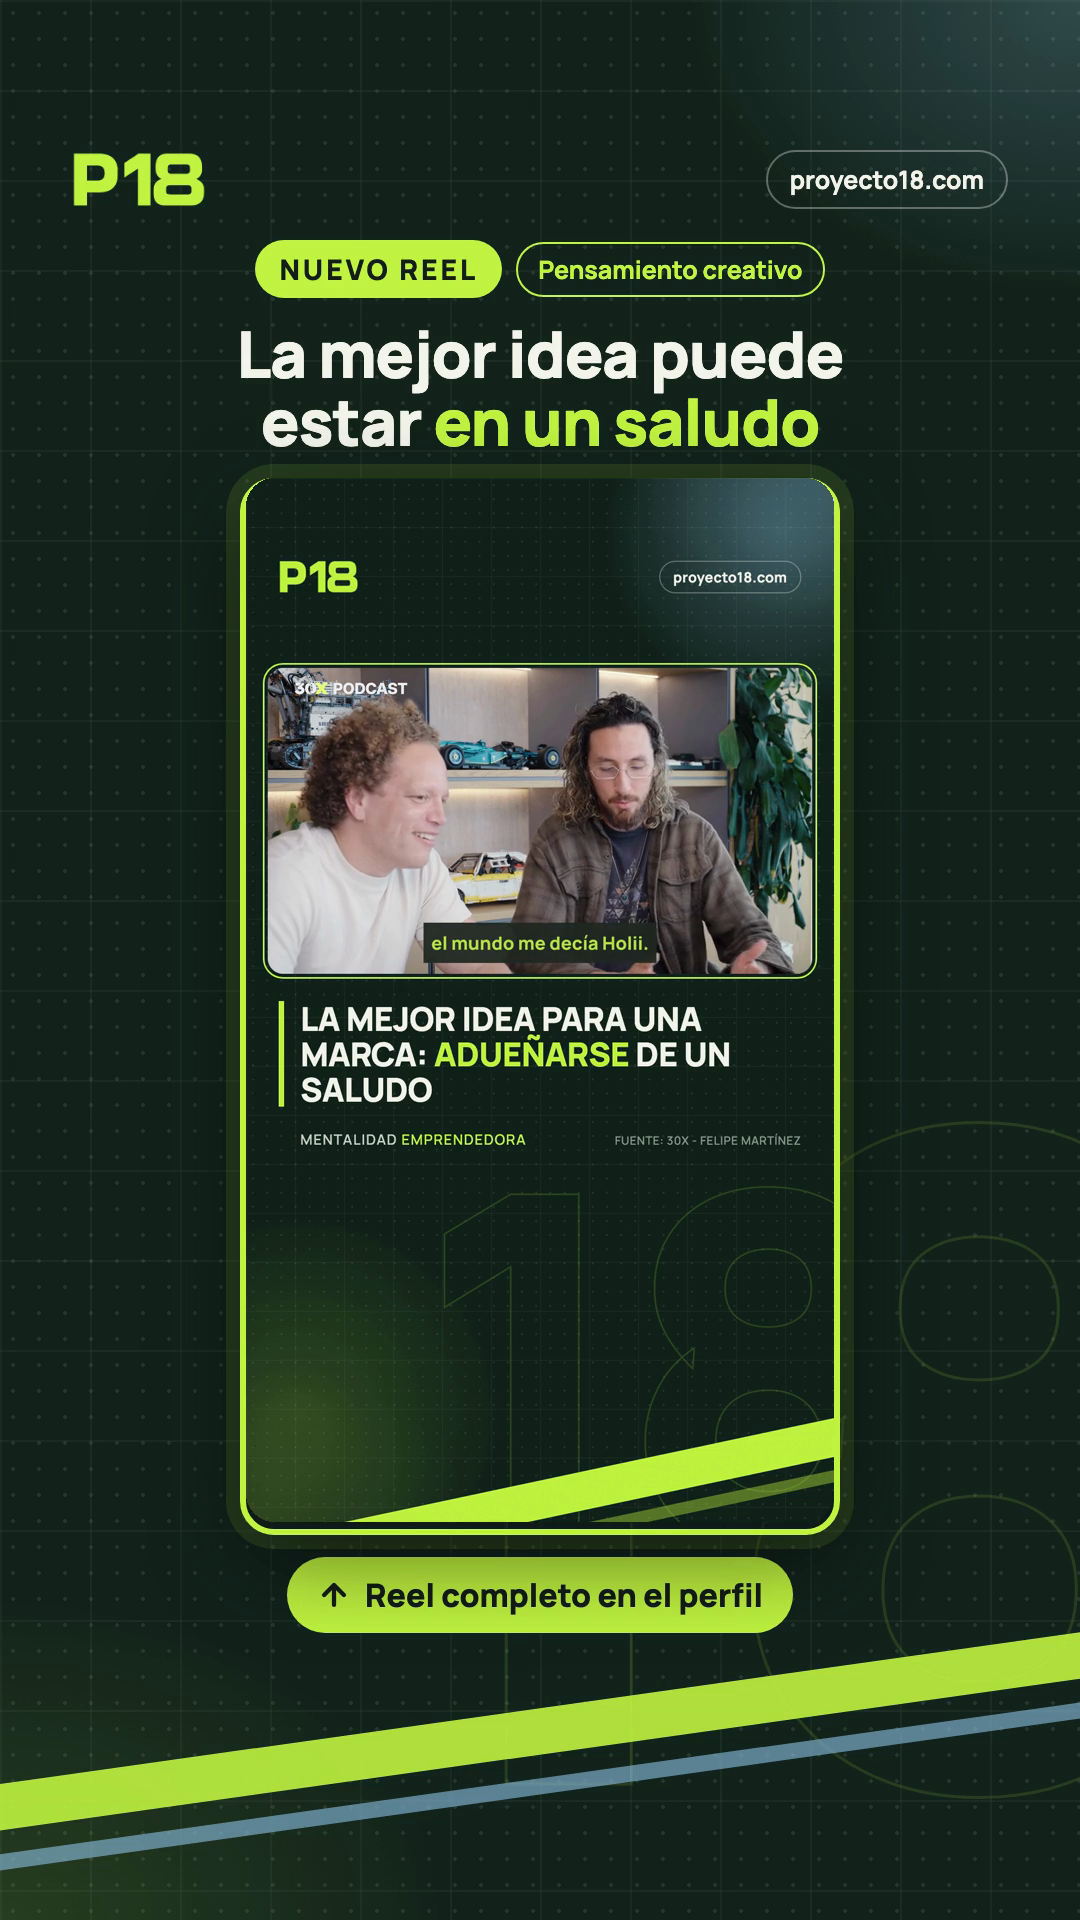 P18
proyecto18.com
NUEVO REEL
Pensamiento creativo
La mejor idea puede
estar en un saludo
P18
proyecto18.com
30X PODCAST
el mundo me decía Holii.
LA MEJOR IDEA PARA UNA
MARCA: ADUEÑARSE DE UN
SALUDO
MENTALIDAD EMPRENDEDORA
FUENTE: 30X - FELIPE MARTÍNEZ
18
↑ Reel completo en el perfil
18